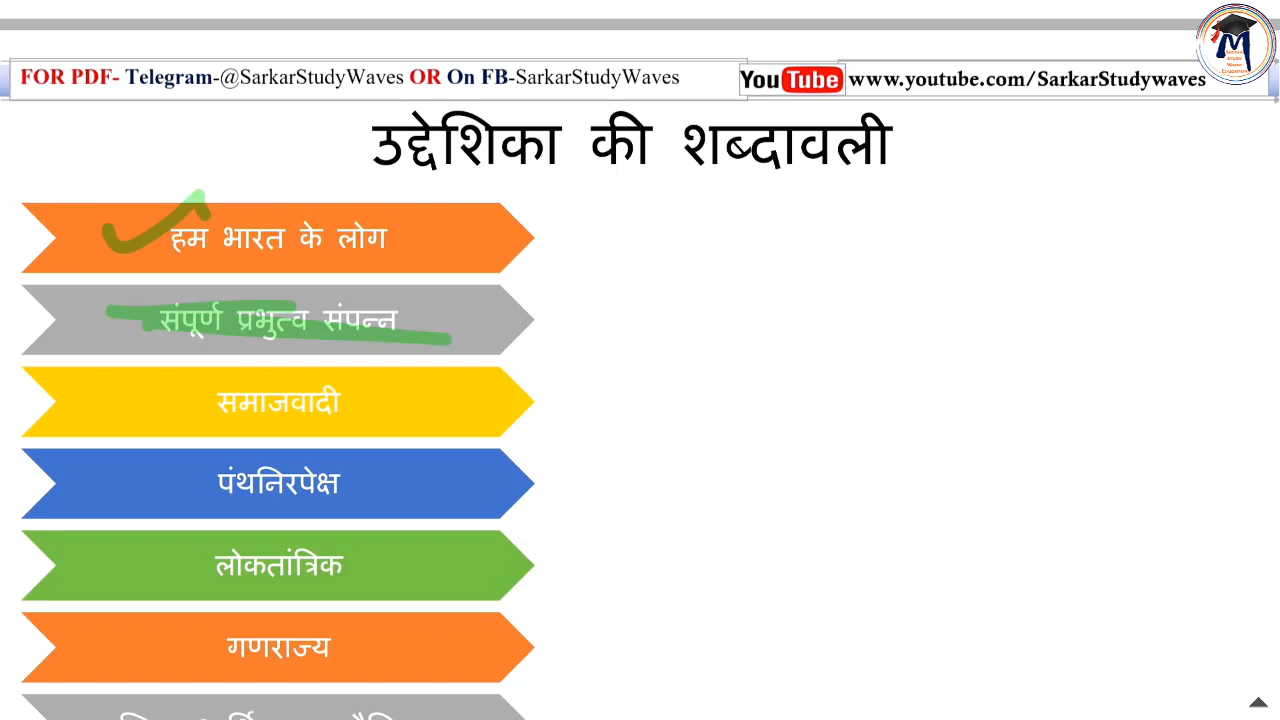 FOR PDF- Telegram-@SarkarStudyWaves OR On FB-SarkarStudyWaves
YouTube www.youtube.com/SarkarStudywaves
उद्देशिका की शब्दावली
हम भारत के लोग
संपूर्ण प्रभुत्व संपन्न
समाजवादी
पंथनिरपेक्ष
लोकतांत्रिक
गणराज्य